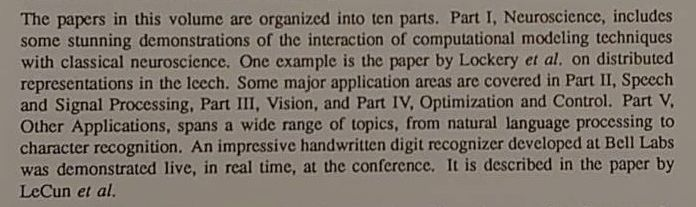 The papers in this volume are organized into ten parts. Part I, Neuroscience, includes
some stunning demonstrations of the interaction of computational modeling techniques
with classical neuroscience. One example is the paper by Lockery et al. on distributed
representations in the leech. Some major application areas are covered in Part II, Speech
and Signal Processing, Part III, Vision, and Part IV, Optimization and Control. Part V,
Other Applications, spans a wide range of topics, from natural language processing to
character recognition. An impressive handwritten digit recognizer developed at Bell Labs
was demonstrated live, in real time, at the conference. It is described in the paper by
LeCun et al.